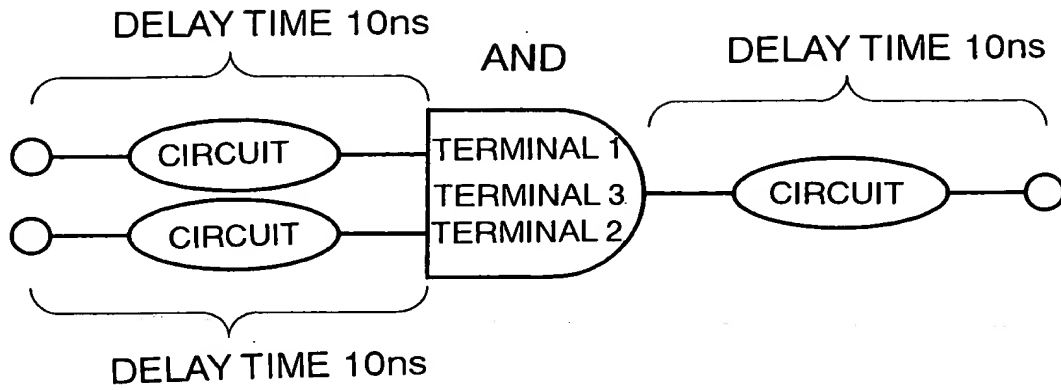 DELAY TIME 10ns
AND
DELAY TIME 10ns
CIRCUIT
TERMINAL 1
TERMINAL 3
CIRCUIT
CIRCUIT
TERMINAL 2
DELAY TIME 10ns